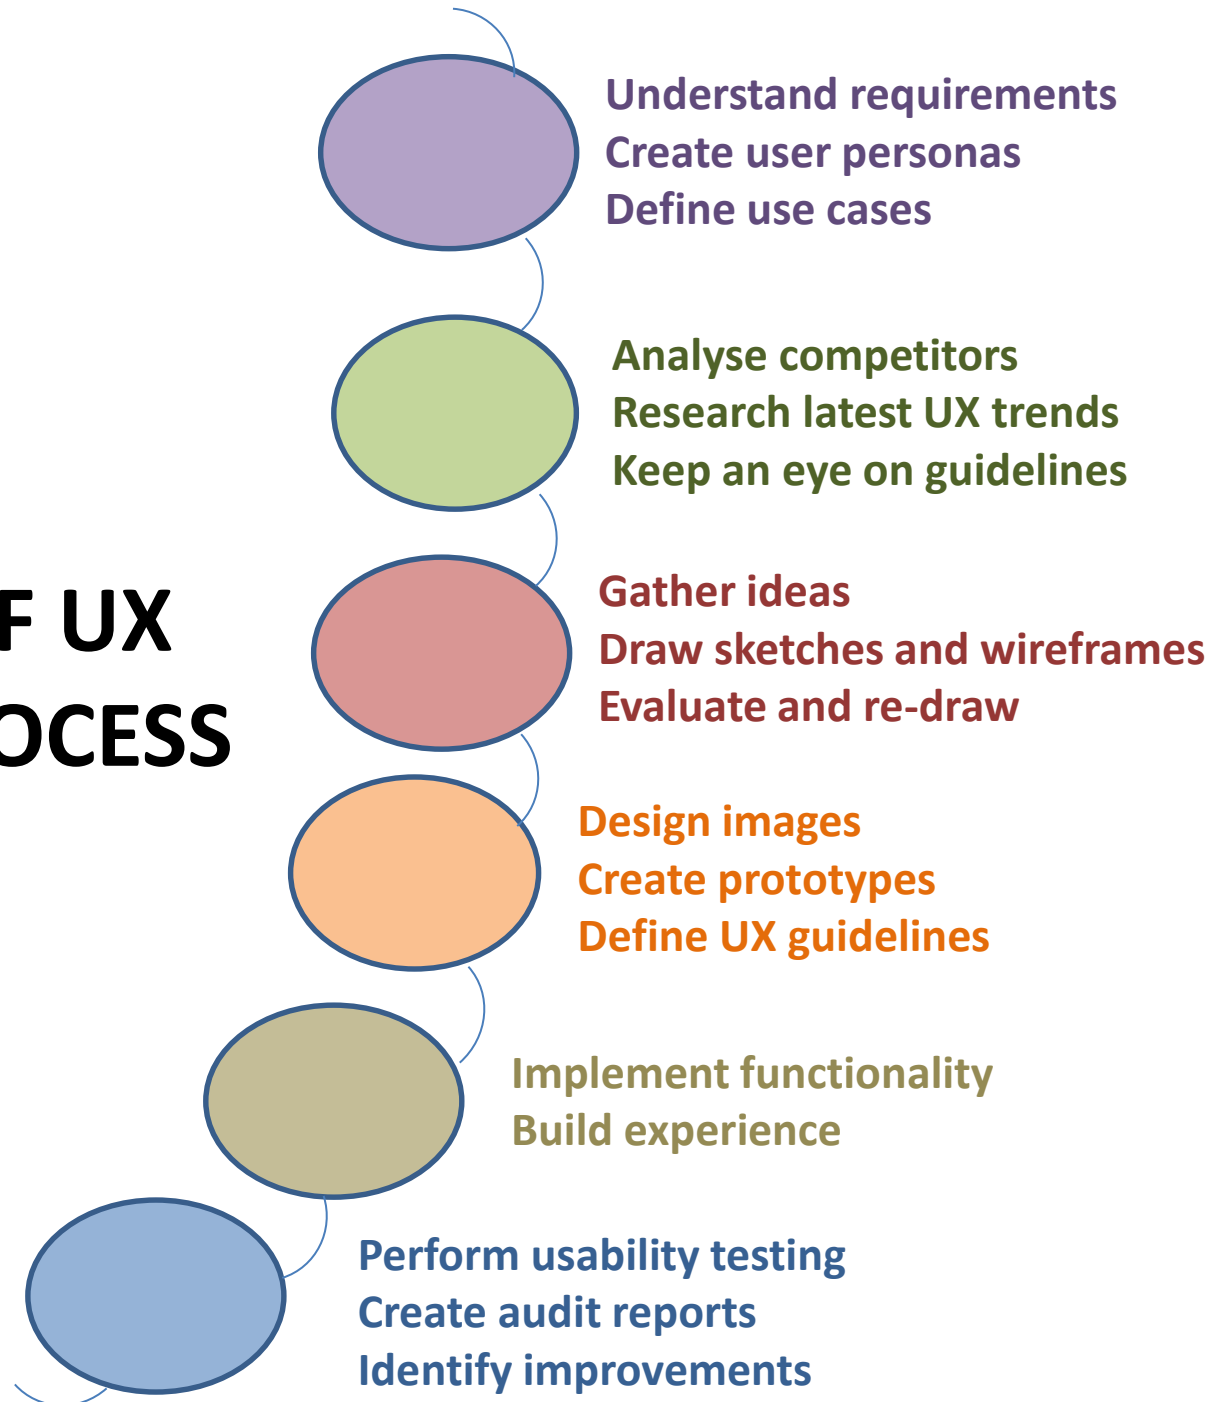 Understand requirements
Create user personas
Define use cases
Analyse competitors
Research latest UX trends
Keep an eye on guidelines
F UX
OCESS
Gather ideas
Draw sketches and wireframes
Evaluate and re-draw
Design images
Create prototypes
Define UX guidelines
Implement functionality
Build experience
Perform usability testing
Create audit reports
Identify improvements